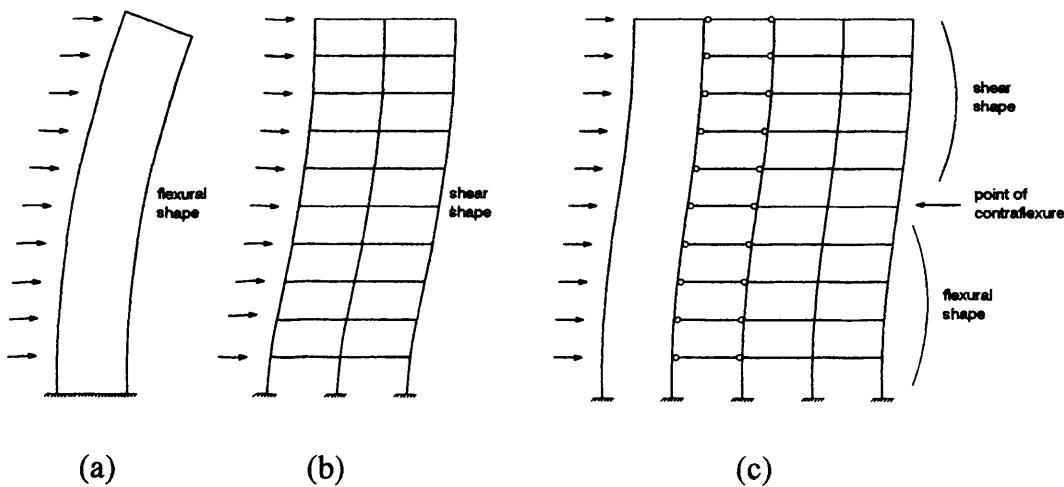 flexural
shape
shear
shape
shear
shape
point of
contraflexure
flexural
shape
(a)
(b)
(c)